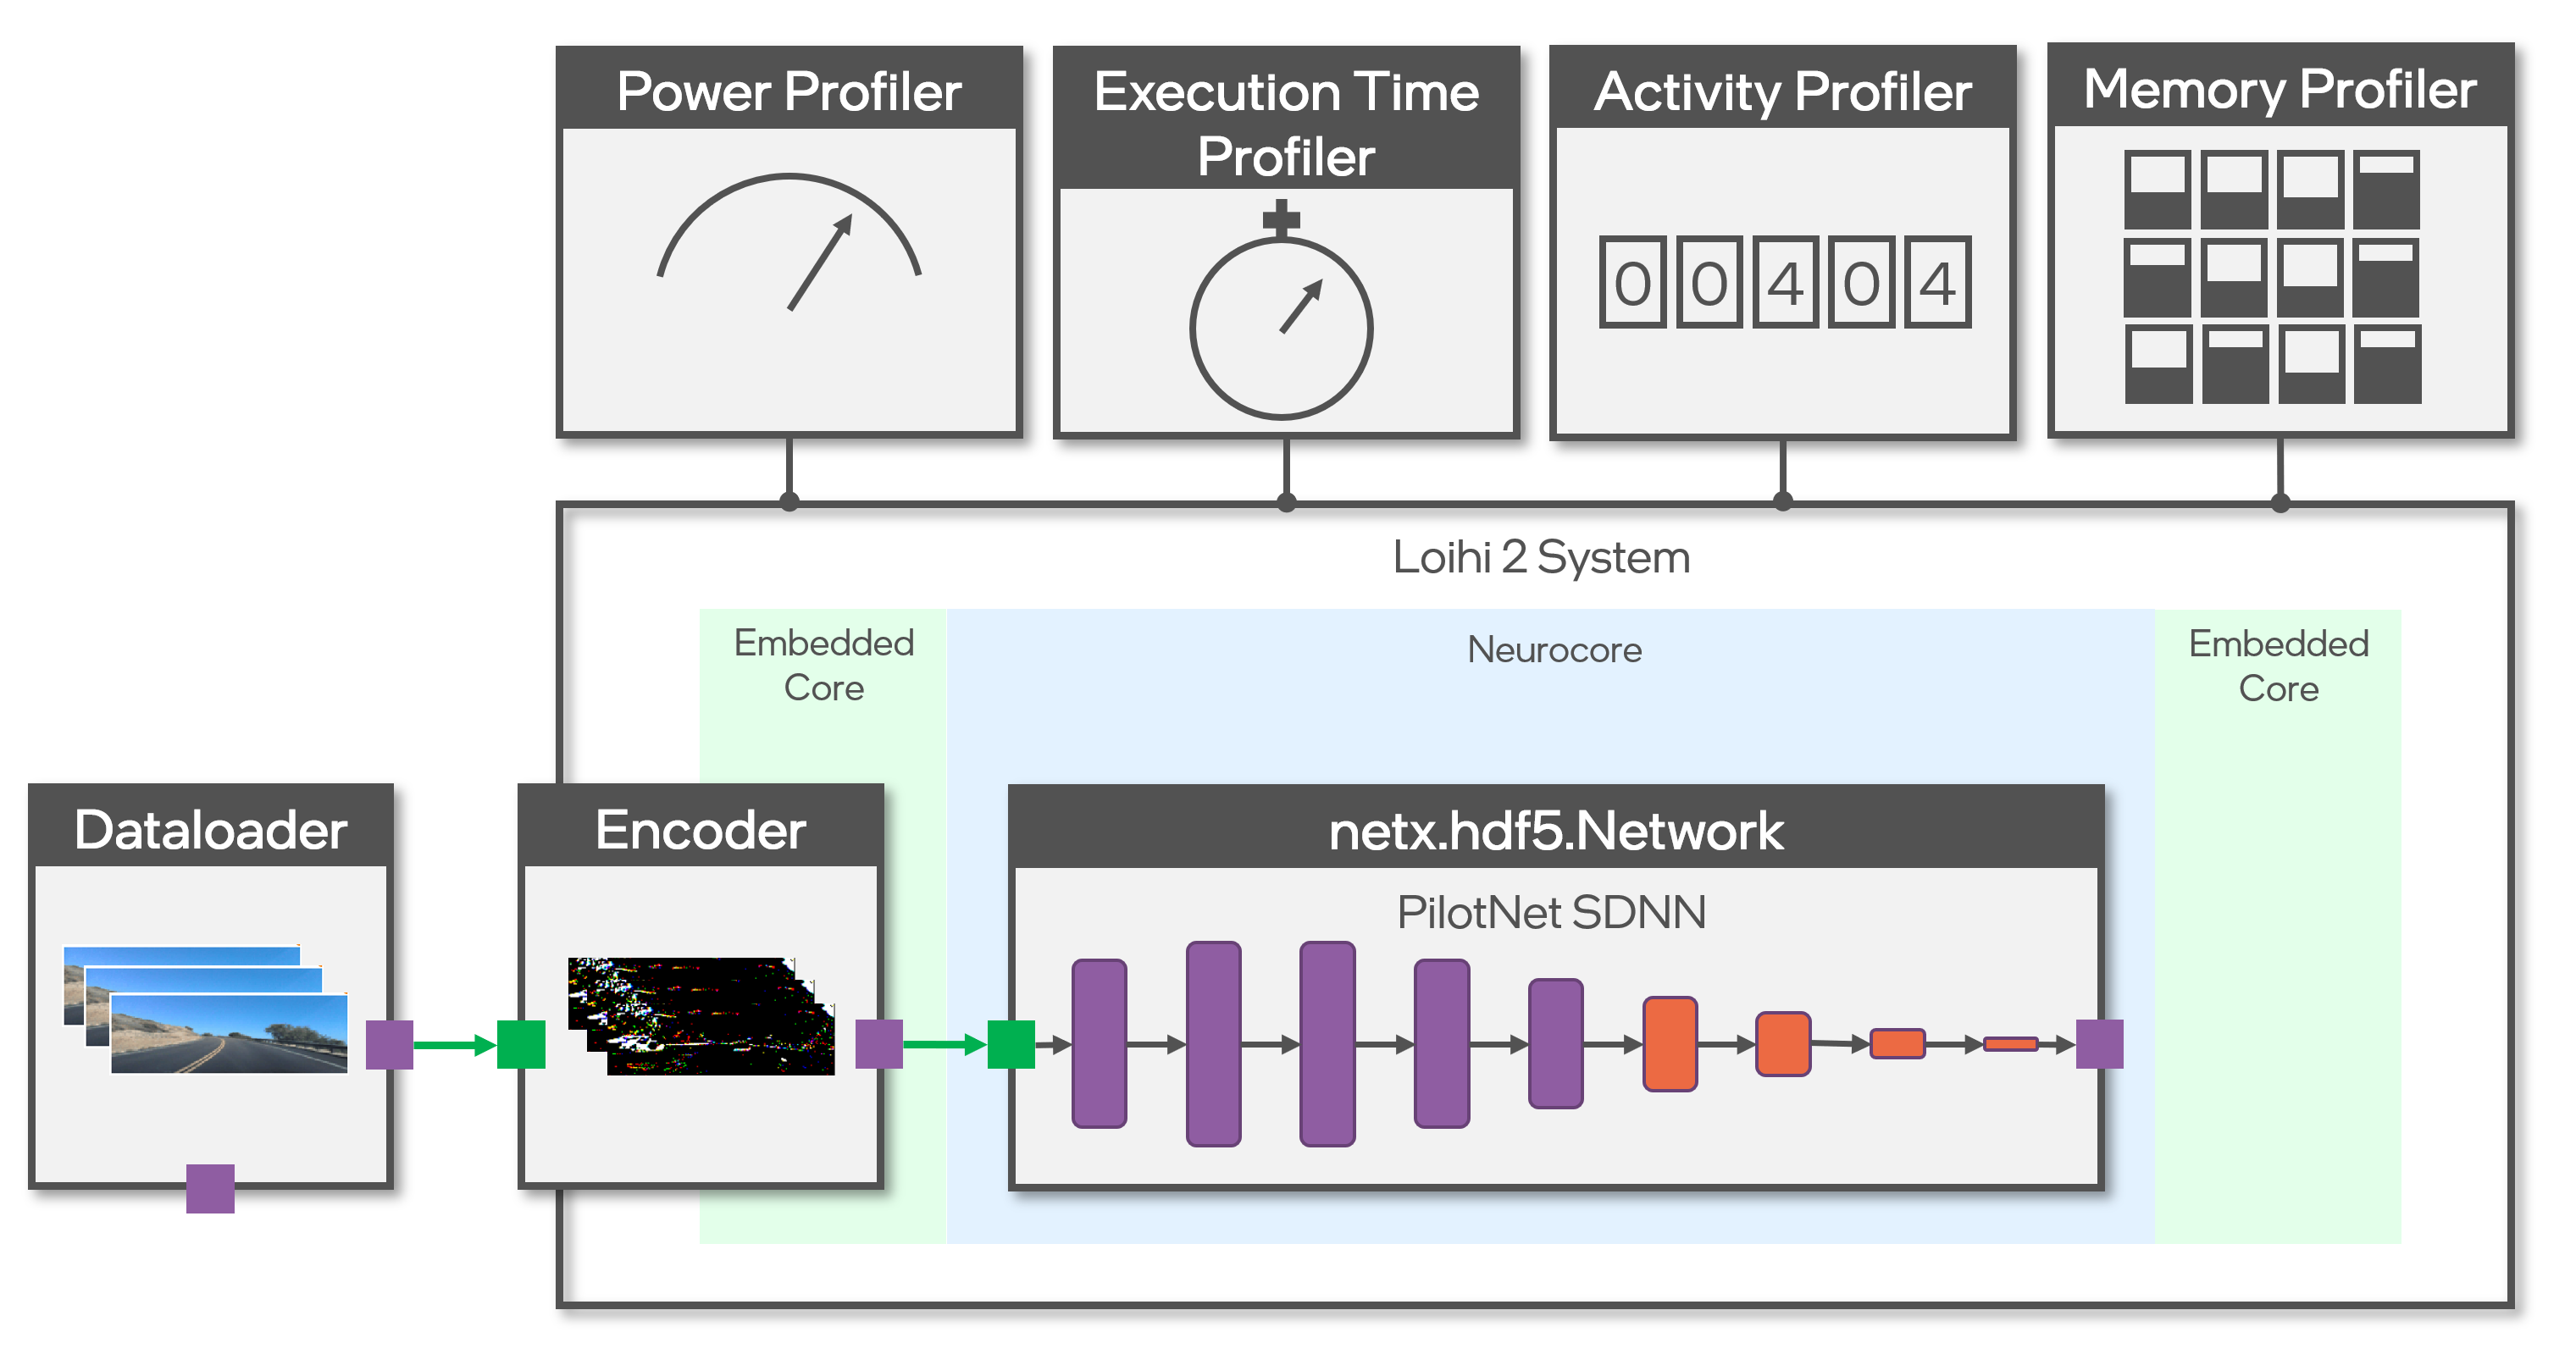 Power Profiler
Execution Time
Profiler
Activity Profiler
Memory Profiler
0 0 4 0 4
Loihi 2 System
Embedded
Core
Neurocore
Embedded
Core
Dataloader
Encoder
netx.hdf5.Network
PilotNet SDNN